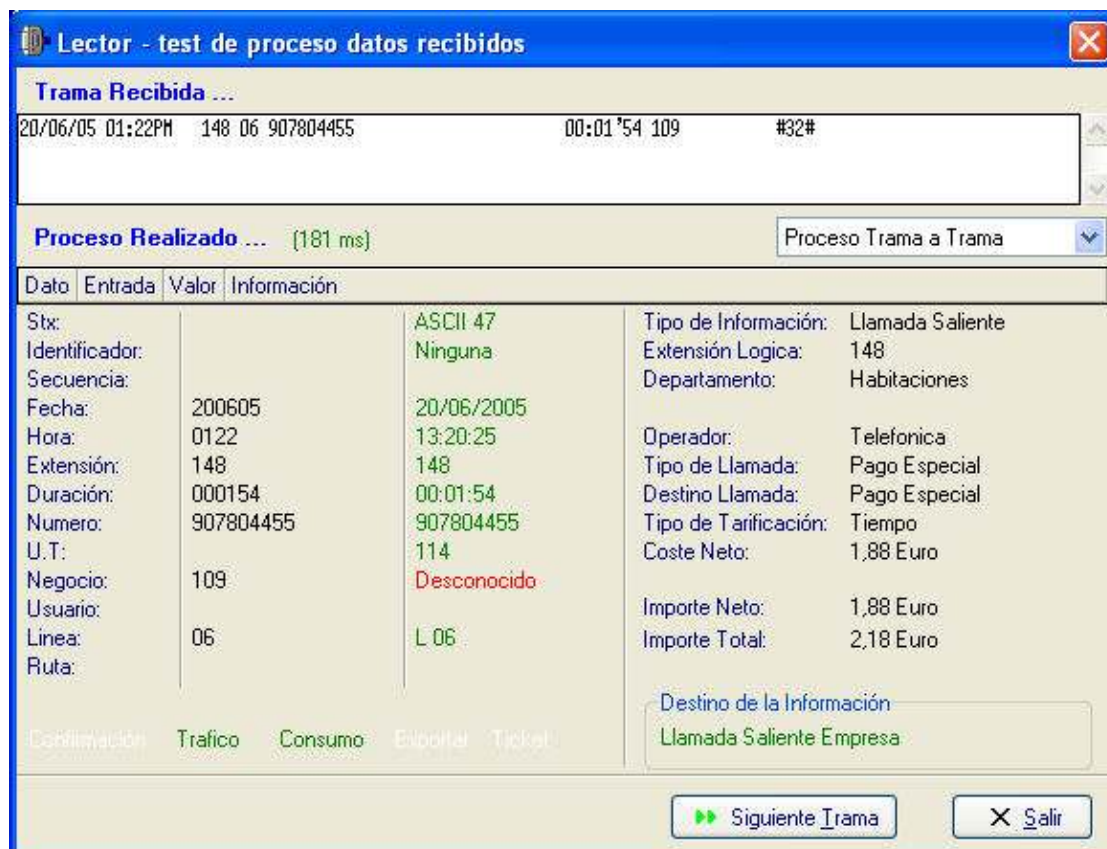 Lector - test de proceso datos recibidos
Trama Recibida ...
20/06/05 01:22PM 148 06 907804455 00:01'54 109 #32#
Proceso Realizado ... (181 ms) Proceso Trama a Trama
Dato Entrada Valor Información
Stx: ASCII 47 Tipo de Información: Llamada Saliente
Identificador: Ninguna Extensión Logica: 148
Secuencia: Departamento: Habitaciones
Fecha: 200605 20/06/2005
Hora: 0122 13:20:25 Operador: Telefonica
Extensión: 148 148 Tipo de Llamada: Pago Especial
Duración: 000154 00:01:54 Destino Llamada: Pago Especial
Numero: 907804455 907804455 Tipo de Tarificación: Tiempo
U.T: 114 Coste Neto: 1,88 Euro
Negocio: 109 Desconocido
Usuario: Importe Neto: 1,88 Euro
Linea: 06 L 06 Importe Total: 2,18 Euro
Ruta:
Destino de la Información
Confirmación Trafico Consumo Exportar Ticket Llamada Saliente Empresa
Siguiente Trama Salir